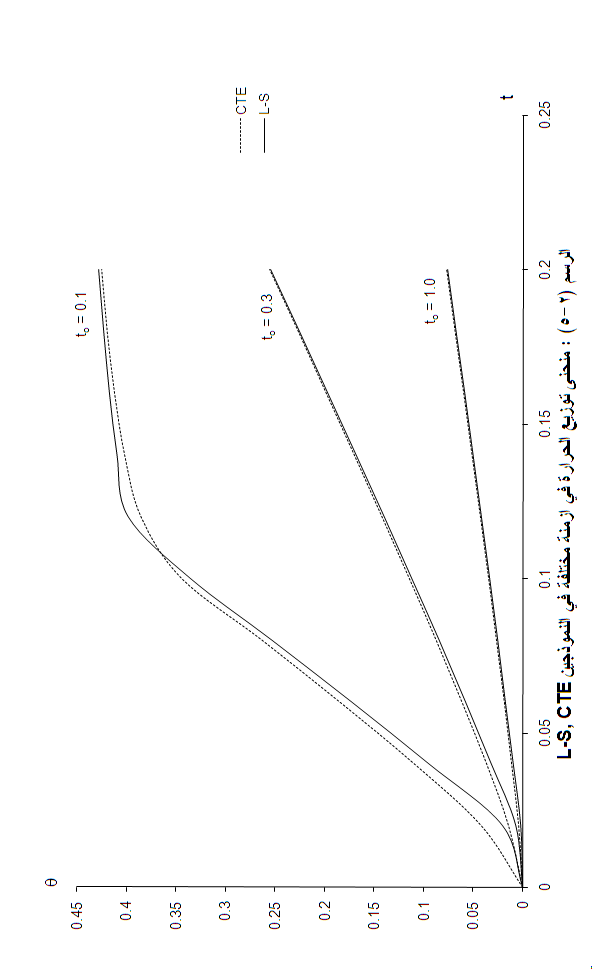 θ
CTE
L-S
0.45
0.4
0.35
0.3
0.25
0.2
0.15
0.1
0.05
0
t₀ = 0.1
t₀ = 0.3
t₀ = 1.0
0
0.05
0.1
0.15
0.2
0.25
t
الرسم (٢-٥) : منحنى توزيع الحرارة في ازمنة مختلفة في النموذجين L-S, CTE